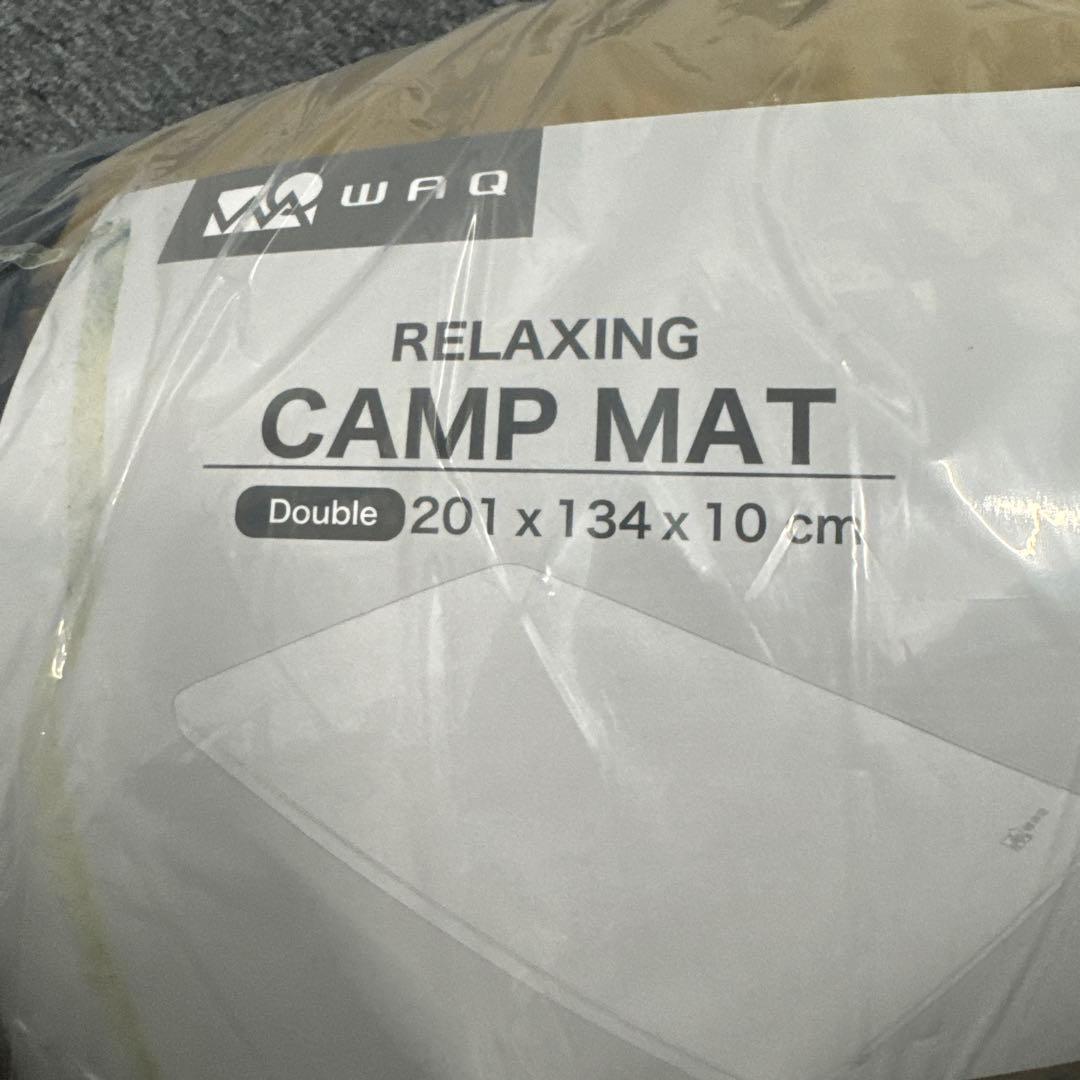 WAQ
RELAXING
CAMP MAT
Double 201 x 134 x 10 cm